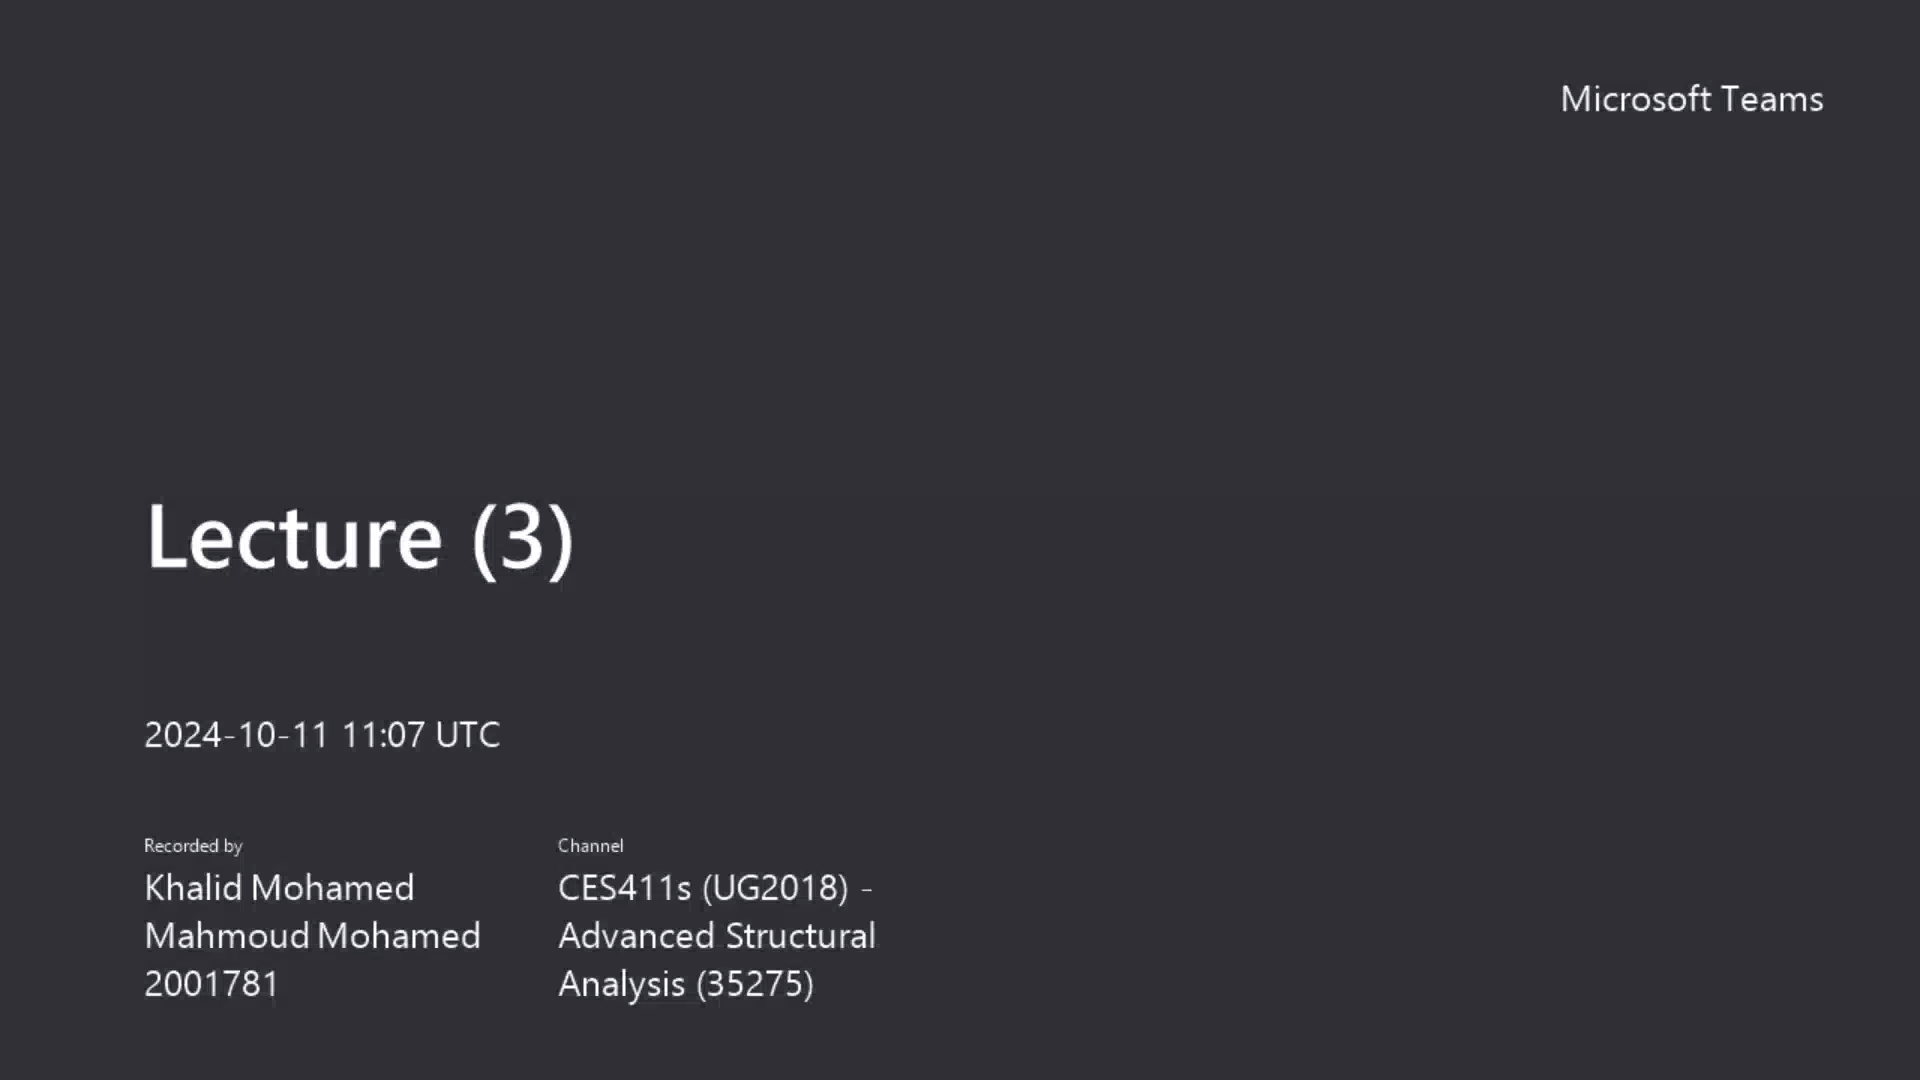 Microsoft Teams
Lecture (3)
2024-10-11 11:07 UTC
Recorded by
Khalid Mohamed
Mahmoud Mohamed
2001781
Channel
CES411s (UG2018) -
Advanced Structural
Analysis (35275)